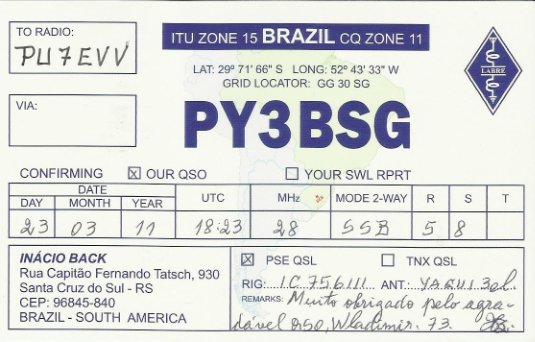 TO RADIO:
PU7EVV
ITU ZONE 15 BRAZIL CQ ZONE 11
LAT: 29º 71' 66" S LONG: 52º 43' 33" W
GRID LOCATOR: GG 30 SG
LABRE
VIA:
PY3BSG
CONFIRMING ☒ OUR QSO ☐ YOUR SWL RPRT
DATE
DAY MONTH YEAR UTC MHz MODE 2-WAY R S T
23 03 11 18:23 28 SSB 5 8
INÁCIO BACK
Rua Capitão Fernando Tatsch, 930
Santa Cruz do Sul - RS
CEP: 96845-840
BRAZIL - SOUTH AMERICA
☒ PSE QSL ☐ TNX QSL
RIG: IC 756III ANT.: YAGUI 3el.
REMARKS: Muito obrigado pelo agra-
dável QSO, Wladimir. 73.